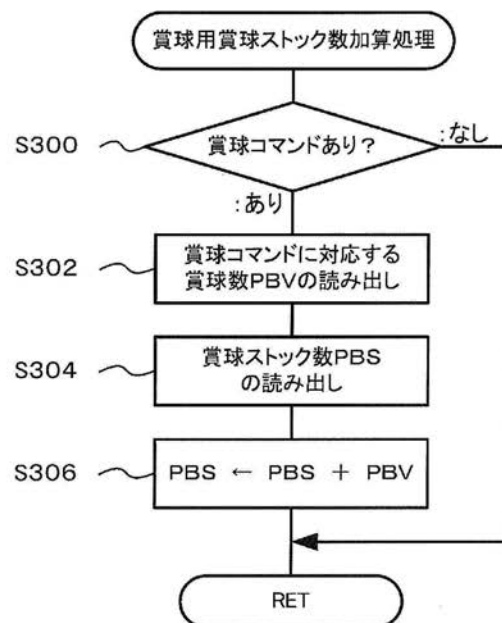 賞球用賞球ストック数加算処理
S300
賞球コマンドあり?
:なし
:あり
S302
賞球コマンドに対応する
賞球数PBVの読み出し
S304
賞球ストック数PBS
の読み出し
S306
PBS ← PBS + PBV
RET